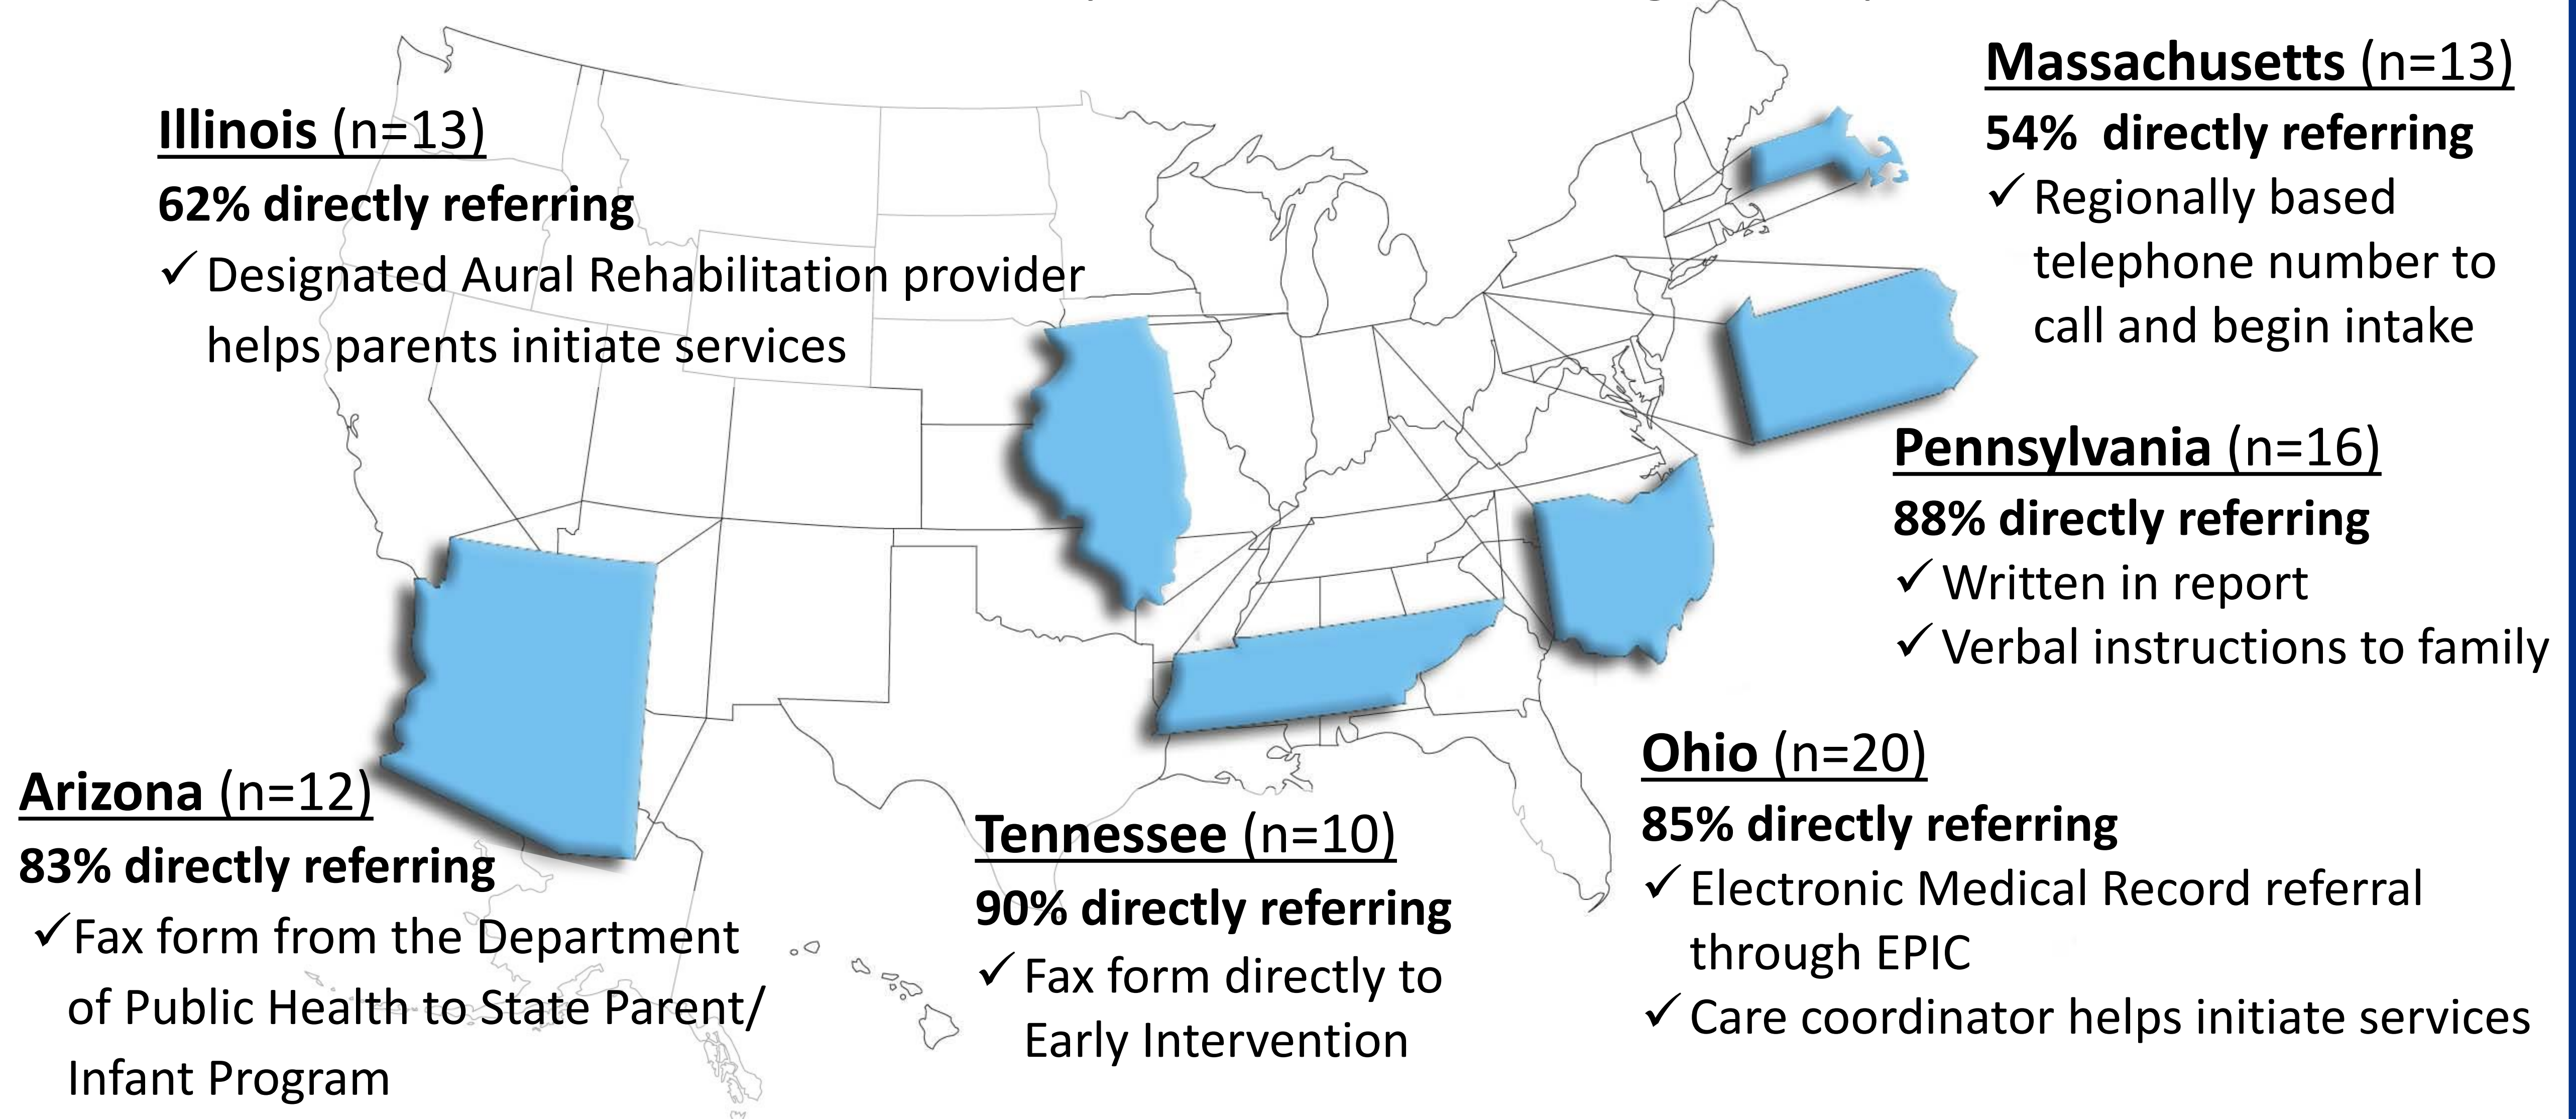 Illinois (n=13)
62% directly referring
✓ Designated Aural Rehabilitation provider
helps parents initiate services
Massachusetts (n=13)
54% directly referring
✓ Regionally based
telephone number to
call and begin intake
Pennsylvania (n=16)
88% directly referring
✓ Written in report
✓ Verbal instructions to family
Arizona (n=12)
83% directly referring
✓ Fax form from the Department
of Public Health to State Parent/
Infant Program
Tennessee (n=10)
90% directly referring
✓ Fax form directly to
Early Intervention
Ohio (n=20)
85% directly referring
✓ Electronic Medical Record referral
through EPIC
✓ Care coordinator helps initiate services